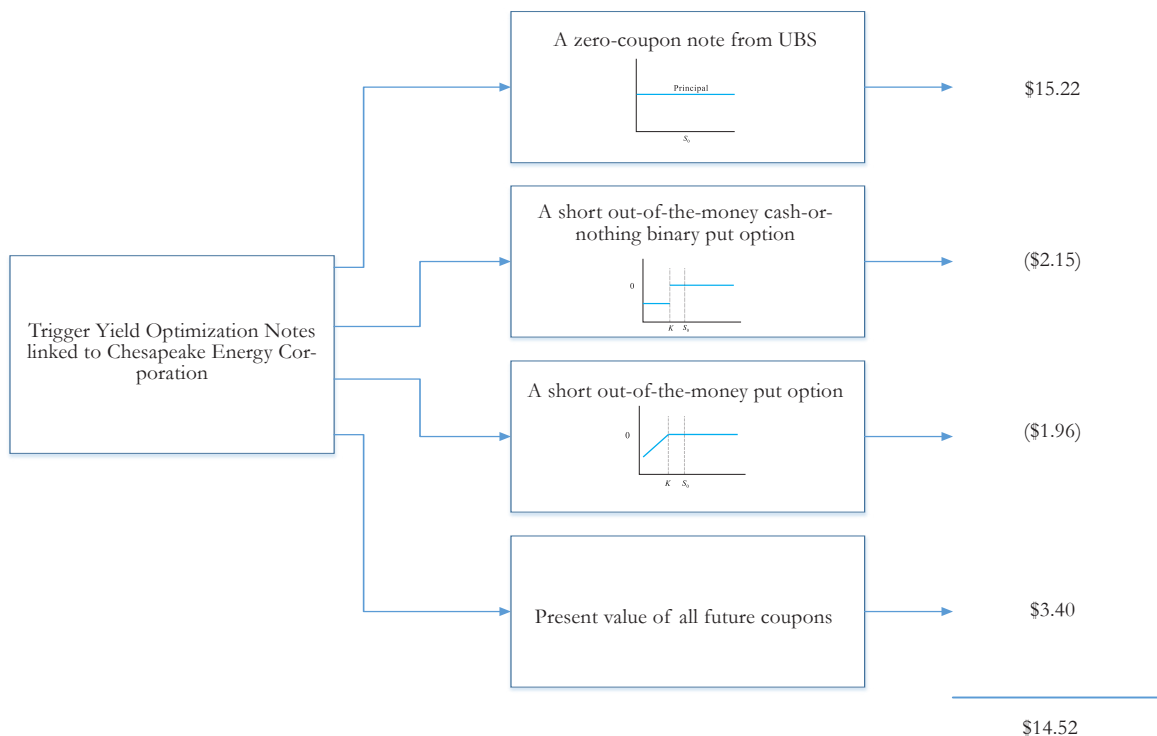 A zero-coupon note from UBS
Principal
S0
$15.22
A short out-of-the-money cash-or-
nothing binary put option
0
K
S0
($2.15)
Trigger Yield Optimization Notes
linked to Chesapeake Energy Cor-
poration
A short out-of-the-money put option
0
K
S0
($1.96)
Present value of all future coupons
$3.40
$14.52